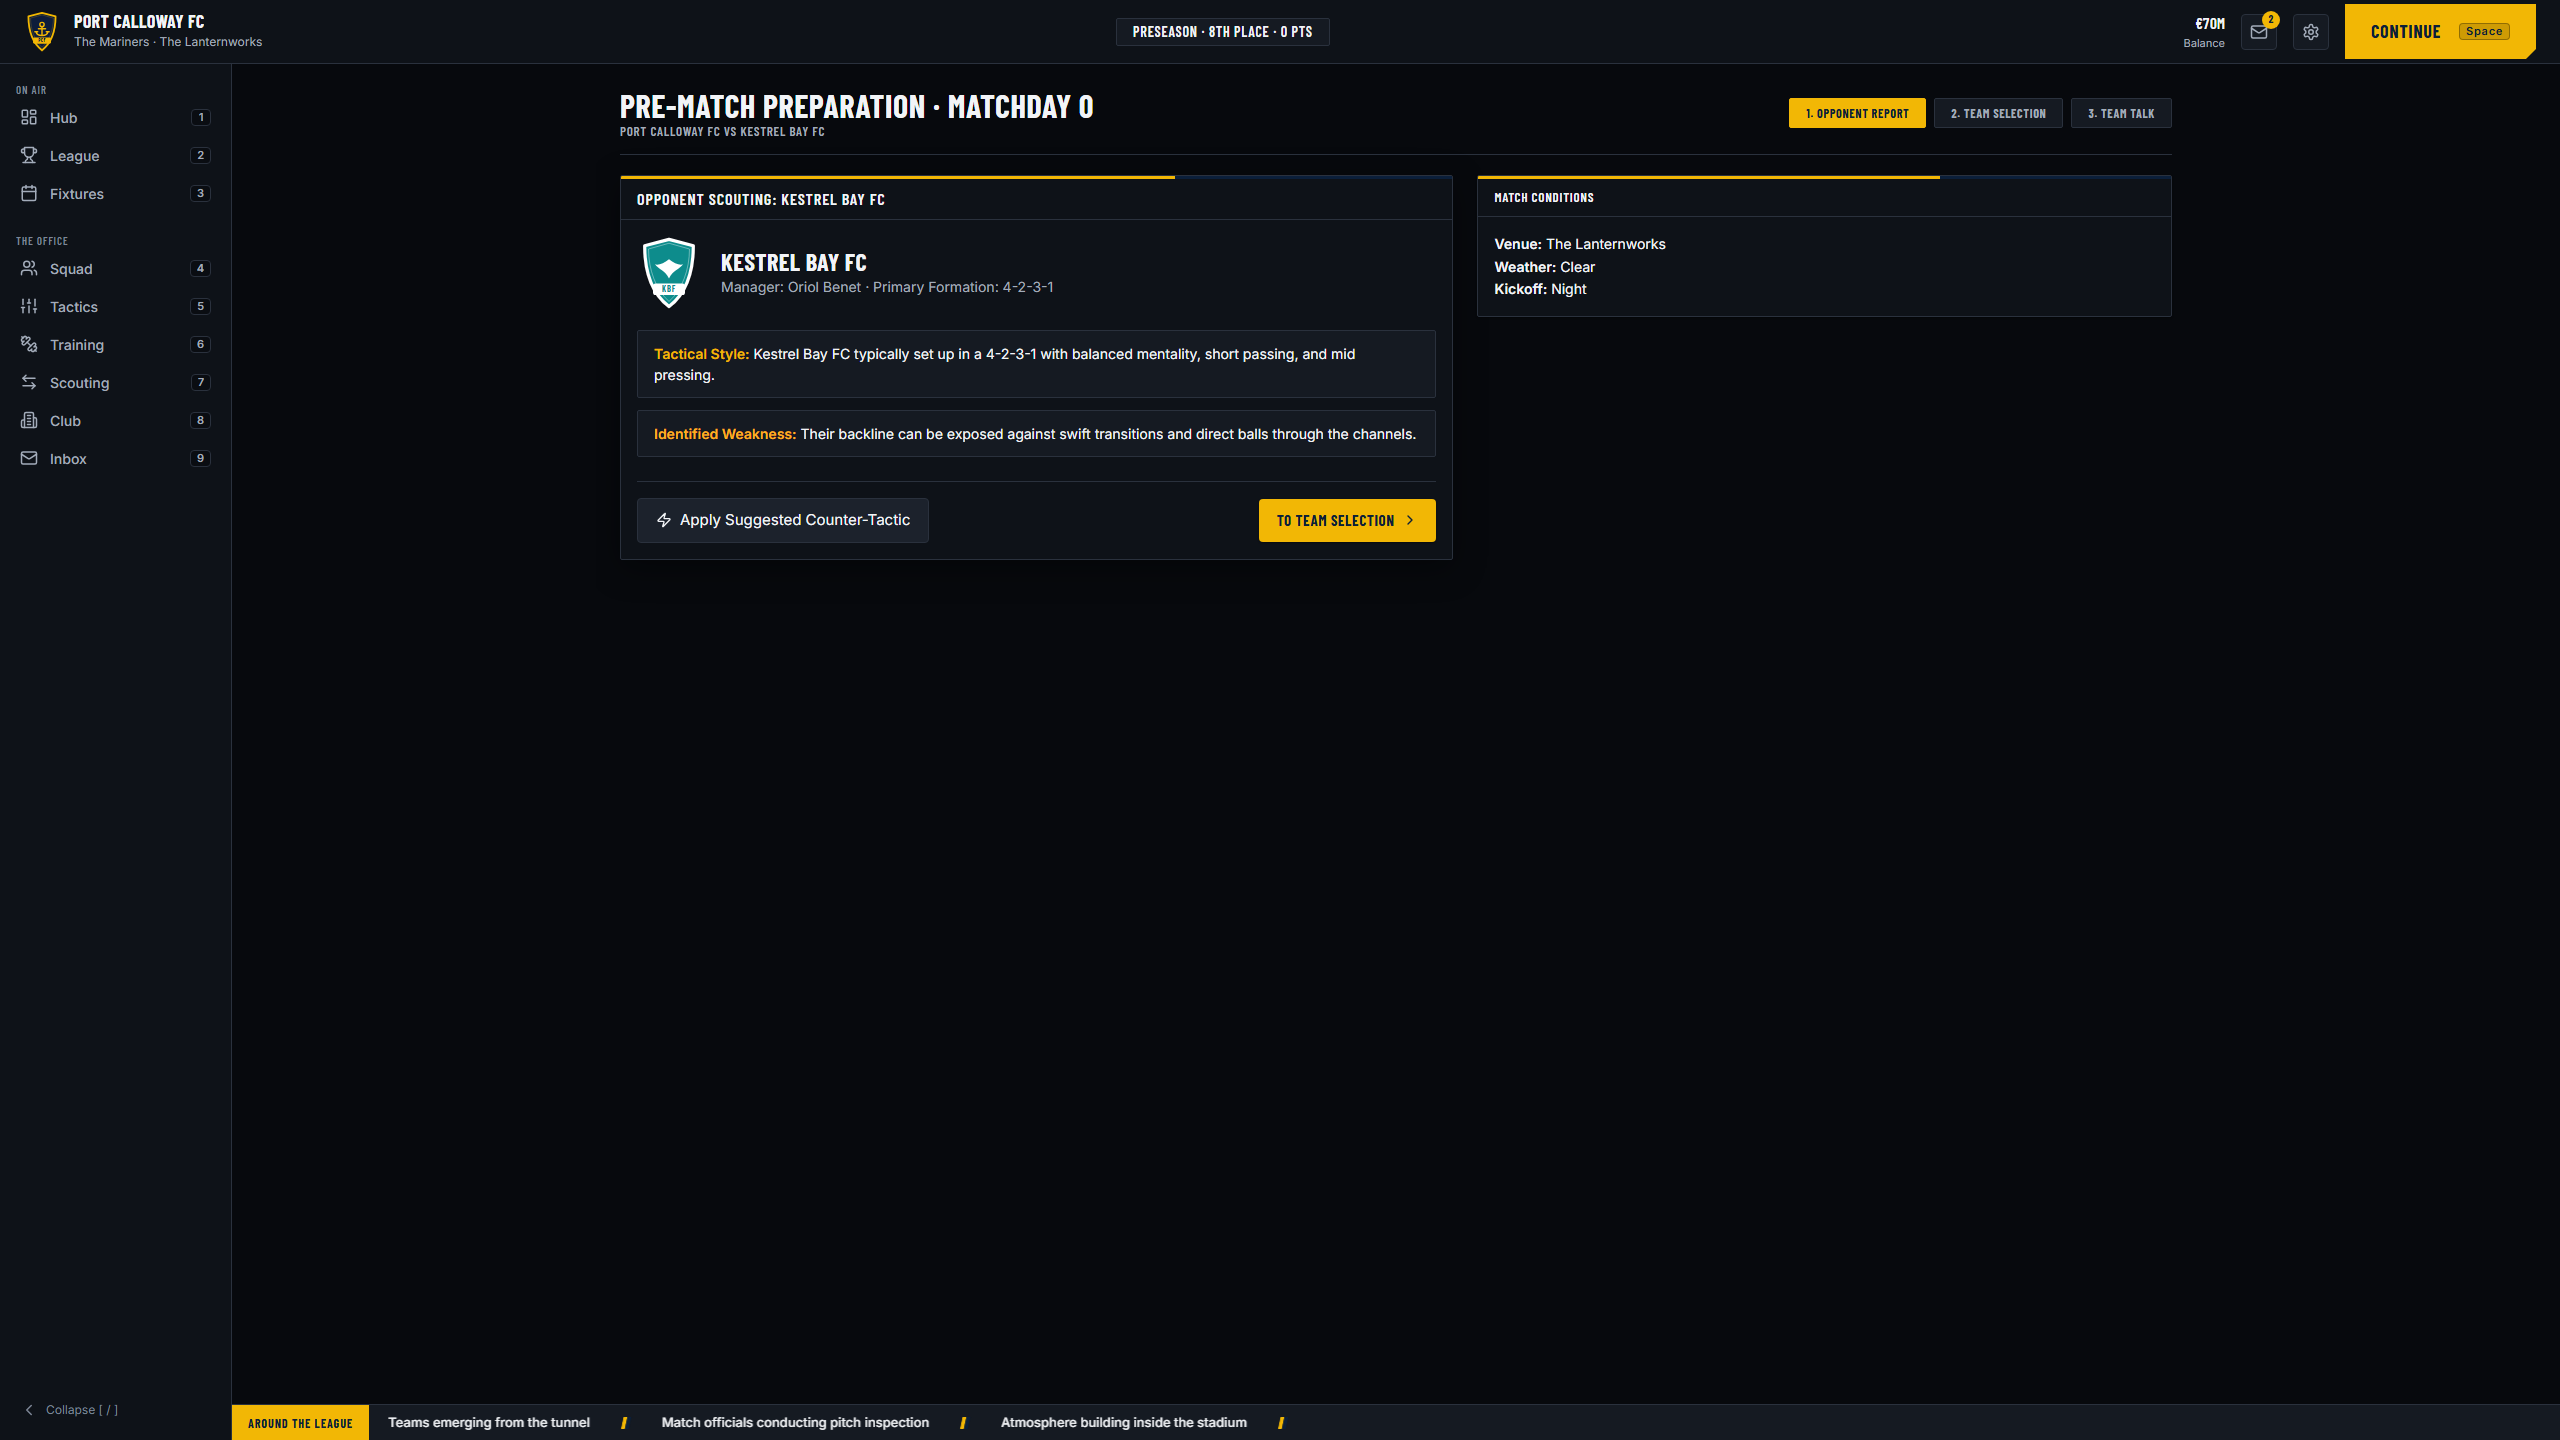 PORT CALLOWAY FC
The Mariners · The Lanternworks
PRESEASON · 8TH PLACE · 0 PTS
€70M
Balance
2
CONTINUE Space
ON AIR
Hub 1
League 2
Fixtures 3
THE OFFICE
Squad 4
Tactics 5
Training 6
Scouting 7
Club 8
Inbox 9
Collapse [ / ]
PRE-MATCH PREPARATION · MATCHDAY 0
PORT CALLOWAY FC VS KESTREL BAY FC
1. OPPONENT REPORT
2. TEAM SELECTION
3. TEAM TALK
OPPONENT SCOUTING: KESTREL BAY FC
KBF
KESTREL BAY FC
Manager: Oriol Benet · Primary Formation: 4-2-3-1
Tactical Style: Kestrel Bay FC typically set up in a 4-2-3-1 with balanced mentality, short passing, and mid
pressing.
Identified Weakness: Their backline can be exposed against swift transitions and direct balls through the channels.
Apply Suggested Counter-Tactic
TO TEAM SELECTION
MATCH CONDITIONS
Venue: The Lanternworks
Weather: Clear
Kickoff: Night
AROUND THE LEAGUE
Teams emerging from the tunnel
Match officials conducting pitch inspection
Atmosphere building inside the stadium